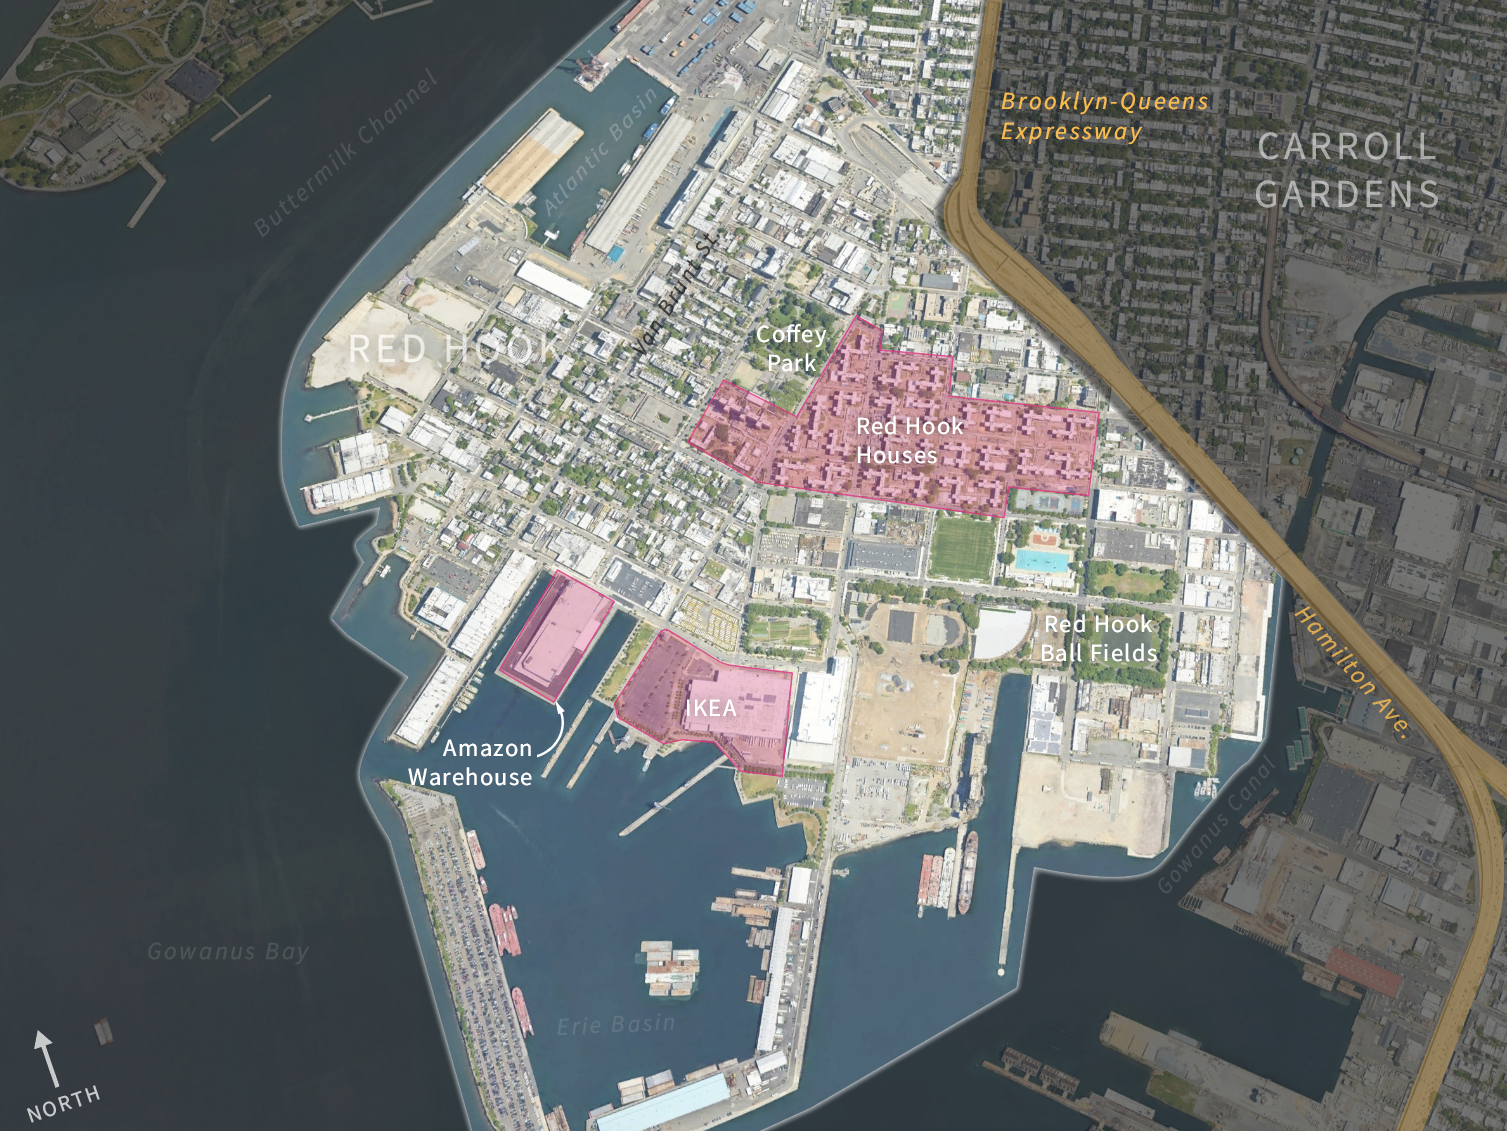 Brooklyn-Queens
Expressway
CARROLL
GARDENS
Buttermilk Channel
Atlantic Basin
Van Brunt St.
RED HOOK
Coffey
Park
Red Hook
Houses
Red Hook
Ball Fields
Hamilton Ave.
IKEA
Amazon
Warehouse
Gowanus Canal
Gowanus Bay
Erie Basin
NORTH